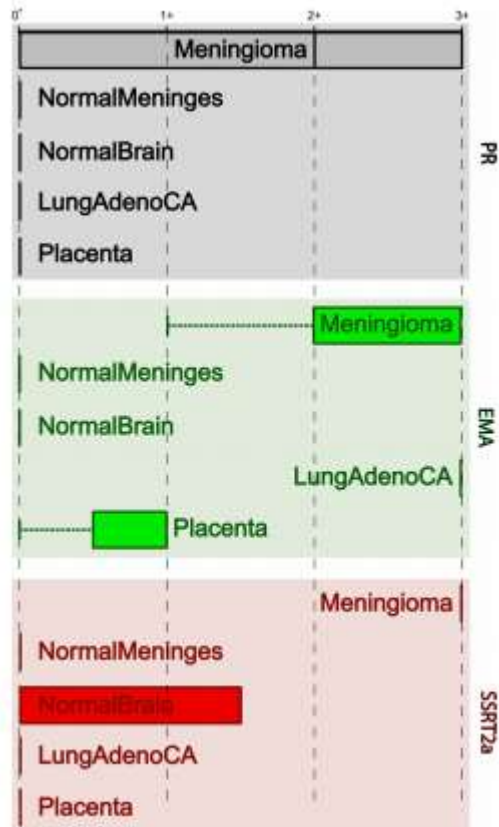 0+ 1+ 2+ 3+
Meningioma
NormalMeninges
NormalBrain
LungAdenoCA
Placenta
PR
Meningioma
NormalMeninges
NormalBrain
LungAdenoCA
Placenta
EMA
Meningioma
NormalMeninges
NormalBrain
LungAdenoCA
Placenta
SSRT2a